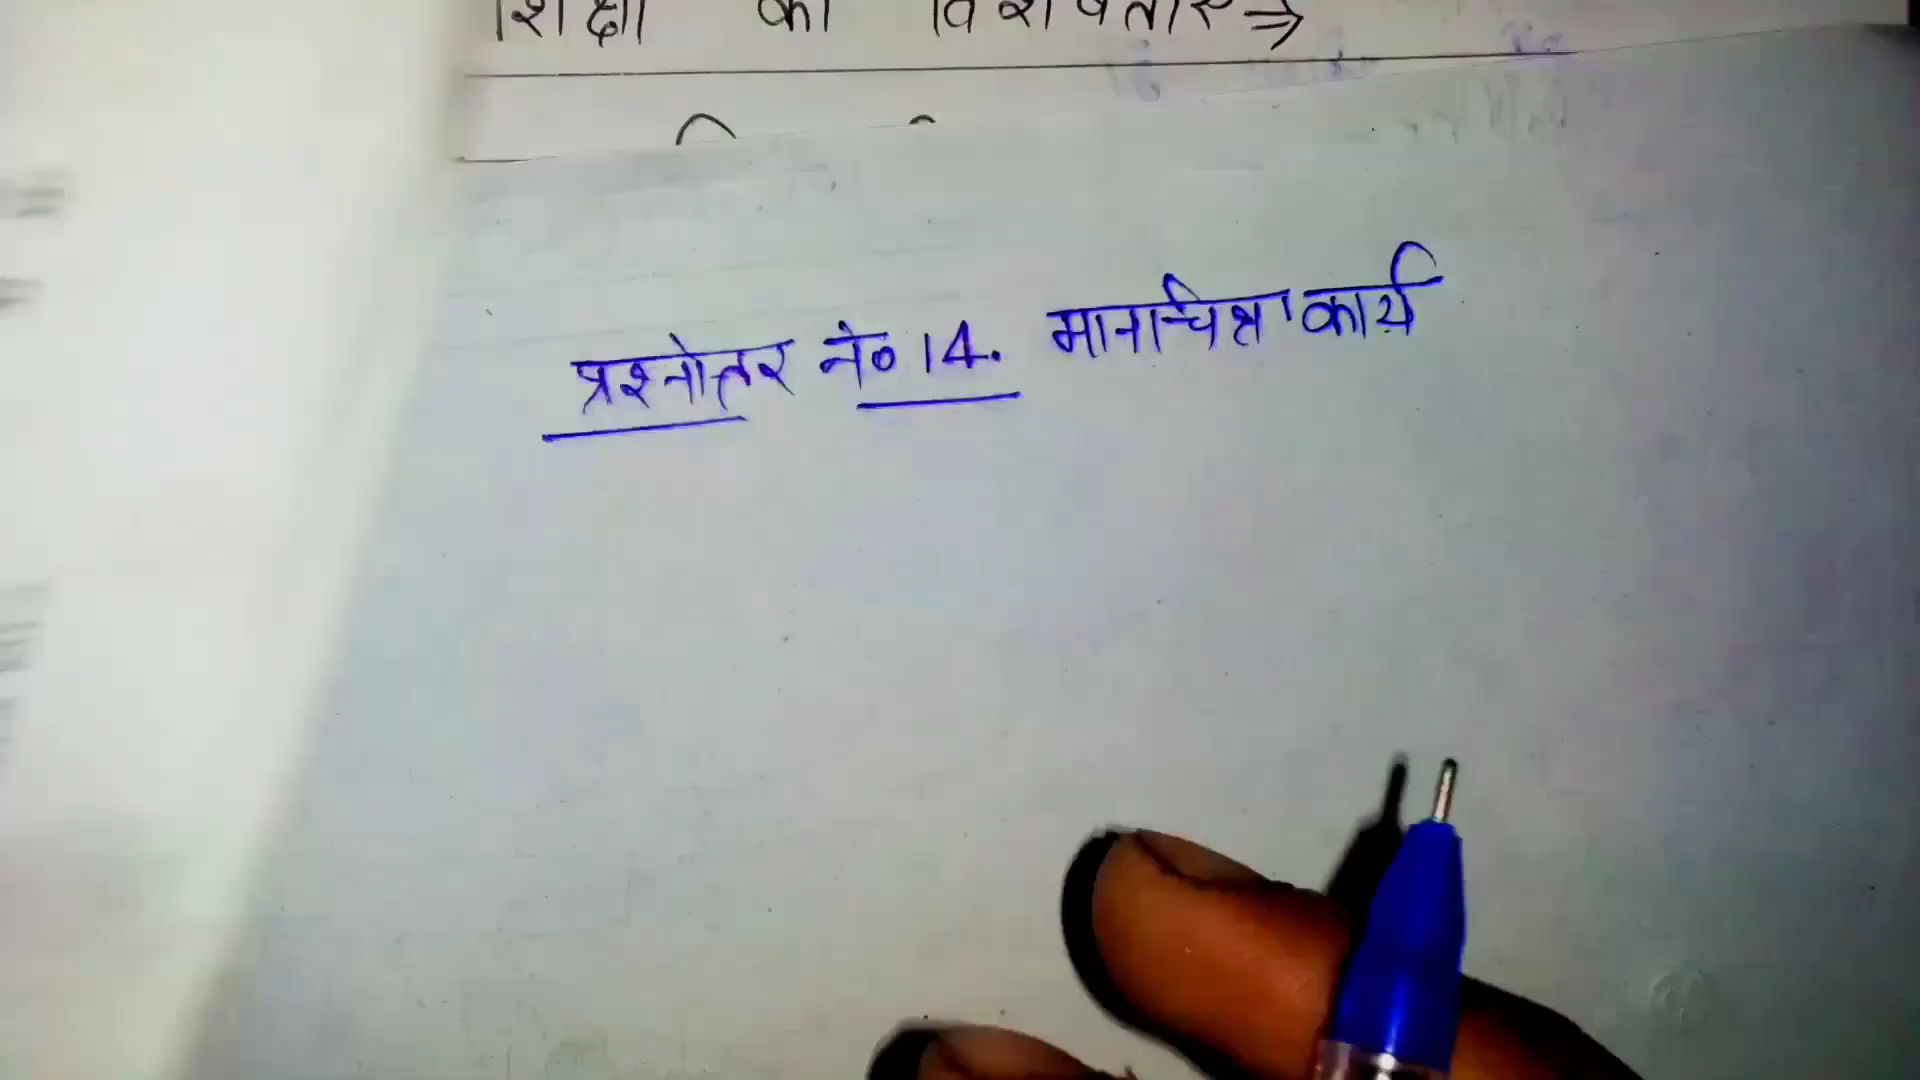 शिक्षा की विशेषताएं ⇒
प्रश्नोतर नं० 14. मानचित्र कार्य